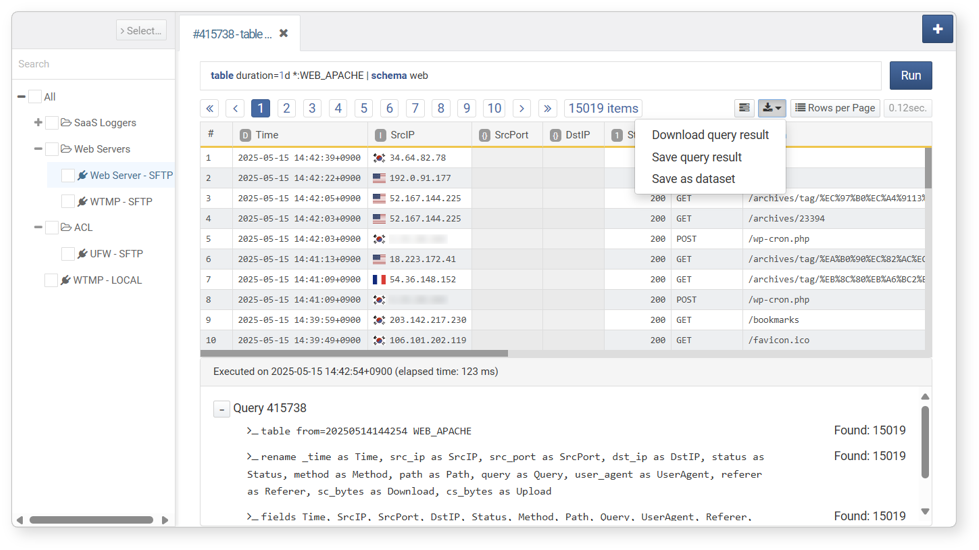 > Select...
#415738 - table ... ✖
+
Search
All
SaaS Loggers
Web Servers
Web Server - SFTP
WTMP - SFTP
ACL
UFW - SFTP
WTMP - LOCAL
table duration=1d *:WEB_APACHE | schema web
Run
« ‹ 1 2 3 4 5 6 7 8 9 10 › » 15019 items
Rows per Page
0.12sec.
Download query result
Save query result
Save as dataset
# D Time I SrcIP {} SrcPort {} DstIP 1
1 2025-05-15 14:42:39+0900 34.64.82.78
2 2025-05-15 14:42:22+0900 192.0.91.177
3 2025-05-15 14:42:05+0900 52.167.144.225 200 GET /archives/tag/%EC%97%B0%EC%A4%9113%
4 2025-05-15 14:42:03+0900 52.167.144.225 200 GET /archives/23394
5 2025-05-15 14:42:03+0900 200 POST /wp-cron.php
6 2025-05-15 14:41:13+0900 18.223.172.41 200 GET /archives/tag/%EA%B0%90%EC%82%AC%EC
7 2025-05-15 14:41:09+0900 54.36.148.152 200 GET /archives/tag/%EB%8C%80%EB%A6%BC%2
8 2025-05-15 14:41:09+0900 200 POST /wp-cron.php
9 2025-05-15 14:39:59+0900 203.142.217.230 200 GET /bookmarks
10 2025-05-15 14:39:49+0900 106.101.202.119 200 GET /favicon.ico
Executed on 2025-05-15 14:42:54+0900 (elapsed time: 123 ms)
– Query 415738
>_ table from=20250514144254 WEB_APACHE Found: 15019
>_ rename _time as Time, src_ip as SrcIP, src_port as SrcPort, dst_ip as DstIP, status as Found: 15019
Status, method as Method, path as Path, query as Query, user_agent as UserAgent, referer
as Referer, sc_bytes as Download, cs_bytes as Upload
>_ fields Time, SrcIP, SrcPort, DstIP, Status, Method, Path, Query, UserAgent, Referer, Found: 15019